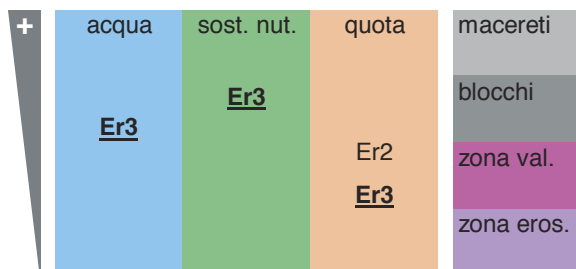 + acqua sost. nut. quota macereti
Er3 blocchi
Er3
Er2 zona val.
Er3
zona eros.